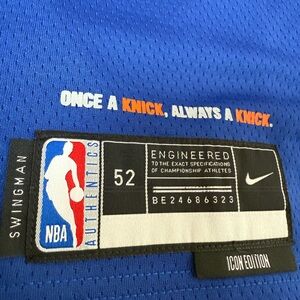 ONCE A KNICK, ALWAYS A KNICK.
SWINGMAN
NBA
AUTHENTICS
52
ENGINEERED
TO THE EXACT SPECIFICATIONS
OF CHAMPIONSHIP ATHLETES
BE24686323
ICON EDITION